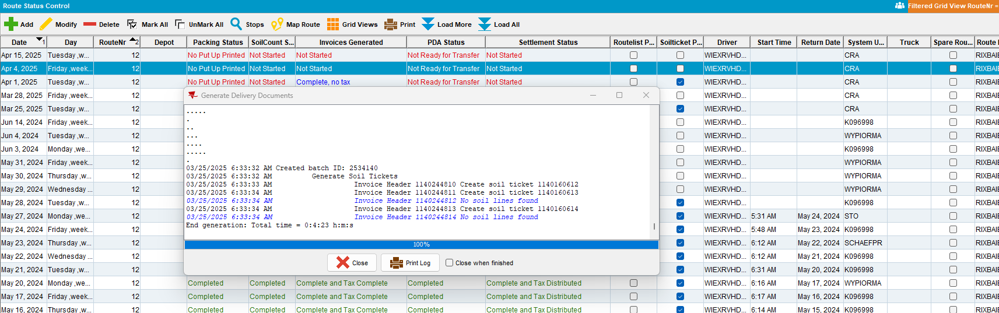 Route Status Control Filtered Grid View RouteNr =
Add Modify Delete Mark All UnMark All Stops Map Route Grid Views Print Load More Load All
Date 1 Day RouteNr 2 Depot Packing Status SoilCount S... Invoices Generated PDA Status Settlement Status Routelist P... Soilticket P... Driver Start Time Return Date System U... Truck Spare Rou... Route
Apr 15, 2025 Tuesday ,w... 12 No Put Up Printed Not Started Not Started Not Ready for Transfer Not Started WIEXRVHD... CRA RIXBAIE
Apr 4, 2025 Friday ,week... 12 No Put Up Printed Not Started Not Started Not Ready for Transfer Not Started WIEXRVHD... CRA RIXBAIE
Apr 1, 2025 Tuesday ,w... 12 No Put Up Printed Not Started Complete, no tax Not Ready for Transfer Not Started WIEXRVHD... CRA RIXBAIE
Mar 28, 2025 Friday ,week... 12 WIEXRVHD... CRA RIXBAIE
Mar 25, 2025 Tuesday ,w... 12 WIEXRVHD... CRA RIXBAIE
Jun 14, 2024 Friday ,week... 12 WIEXRVHD... K096998 RIXBAIE
Jun 4, 2024 Tuesday ,w... 12 WIEXRVHD... WYPIORMA RIXBAIE
Jun 3, 2024 Monday ,we... 12 WIEXRVHD... K096998 RIXBAIE
May 31, 2024 Friday ,week... 12 WIEXRVHD... WYPIORMA RIXBAIE
May 30, 2024 Thursday ,w... 12 WIEXRVHD... WYPIORMA RIXBAIE
May 29, 2024 Wednesday ... 12 WIEXRVHD... WYPIORMA RIXBAIE
May 28, 2024 Tuesday ,w... 12 WIEXRVHD... K096998 RIXBAIE
May 27, 2024 Monday ,we... 12 WIEXRVHD... 5:31 AM May 24, 2024 STO RIXBAIE
May 24, 2024 Friday ,week... 12 WIEXRVHD... 5:48 AM May 23, 2024 K096998 RIXBAIE
May 23, 2024 Thursday ,w... 12 WIEXRVHD... 6:12 AM May 22, 2024 SCHAEFPR RIXBAIE
May 22, 2024 Wednesday ... 12 WIEXRVHD... 6:12 AM May 21, 2024 K096998 RIXBAIE
May 21, 2024 Tuesday ,w... 12 WIEXRVHD... 6:31 AM May 20, 2024 K096998 RIXBAIE
May 20, 2024 Monday ,we... 12 Completed Completed Complete and Tax Complete Completed Complete and Tax Distributed WIEXRVHD... 6:16 AM May 17, 2024 WYPIORMA RIXBAIE
May 17, 2024 Friday ,week... 12 Completed Completed Complete and Tax Complete Completed Complete and Tax Distributed WIEXRVHD... 6:17 AM May 16, 2024 K096998 RIXBAIE
May 16, 2024 Thursday ,w... 12 Completed Completed Complete and Tax Complete Completed Complete and Tax Distributed WIEXRVHD... 6:14 AM May 15, 2024 K096998 RIXBAIE
Generate Delivery Documents
.....
.
..
...
....
.....
.
03/25/2025 6:33:32 AM Created batch ID: 2534140
03/25/2025 6:33:32 AM Generate Soil Tickets
03/25/2025 6:33:33 AM Invoice Header 1140244810 Create soil ticket 1140160612
03/25/2025 6:33:34 AM Invoice Header 1140244811 Create soil ticket 1140160613
03/25/2025 6:33:34 AM Invoice Header 1140244812 No soil lines found
03/25/2025 6:33:34 AM Invoice Header 1140244813 Create soil ticket 1140160614
03/25/2025 6:33:34 AM Invoice Header 1140244814 No soil lines found
End generation: Total time = 0:4:23 h:m:s
100%
Close Print Log Close when finished